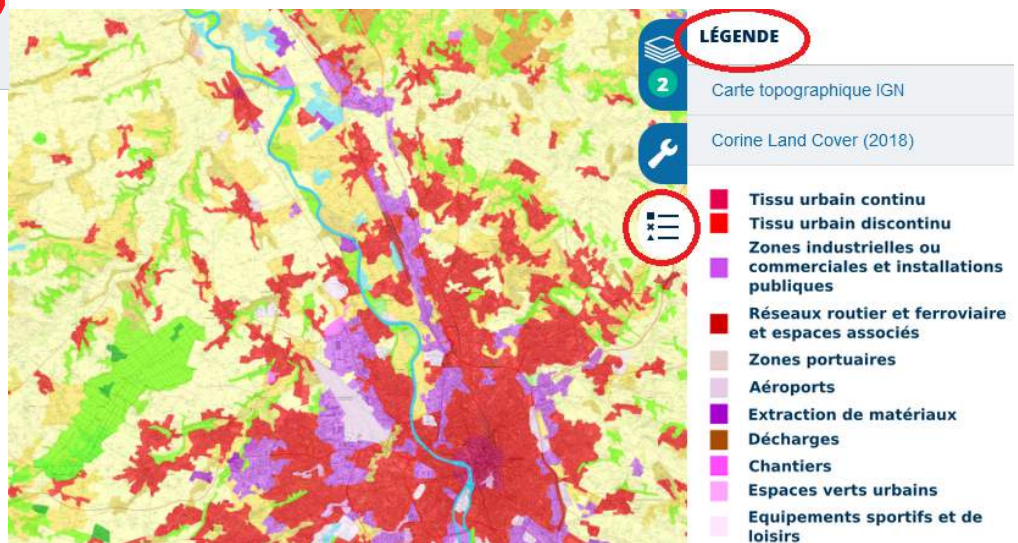 LÉGENDE
2
Carte topographique IGN
Corine Land Cover (2018)
Tissu urbain continu
Tissu urbain discontinu
Zones industrielles ou
commerciales et installations
publiques
Réseaux routier et ferroviaire
et espaces associés
Zones portuaires
Aéroports
Extraction de matériaux
Décharges
Chantiers
Espaces verts urbains
Equipements sportifs et de
loisirs